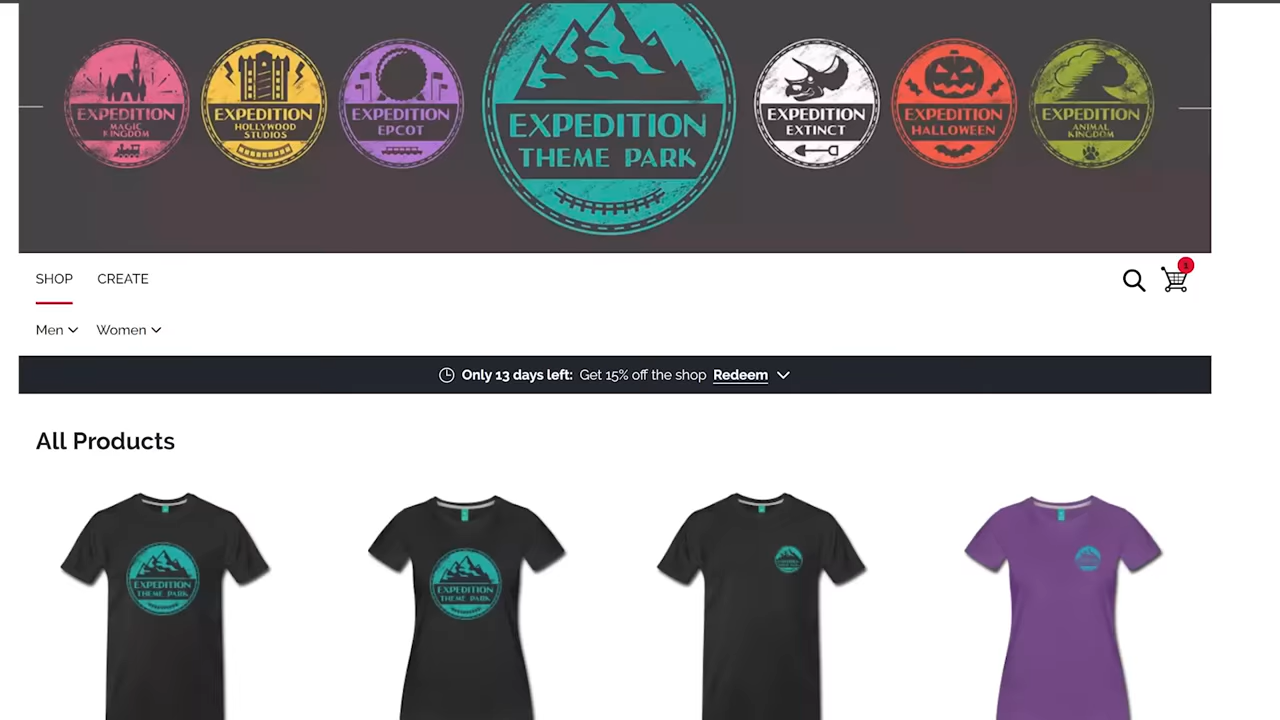 EXPEDITION
MAGIC
KINGDOM
EXPEDITION
HOLLYWOOD
STUDIOS
EXPEDITION
EPCOT
EXPEDITION
THEME PARK
EXPEDITION
EXTINCT
EXPEDITION
HALLOWEEN
EXPEDITION
ANIMAL
KINGDOM
SHOP CREATE
1
Men Women
Only 13 days left: Get 15% off the shop Redeem
All Products
EXPEDITION
THEME PARK
EXPEDITION
THEME PARK